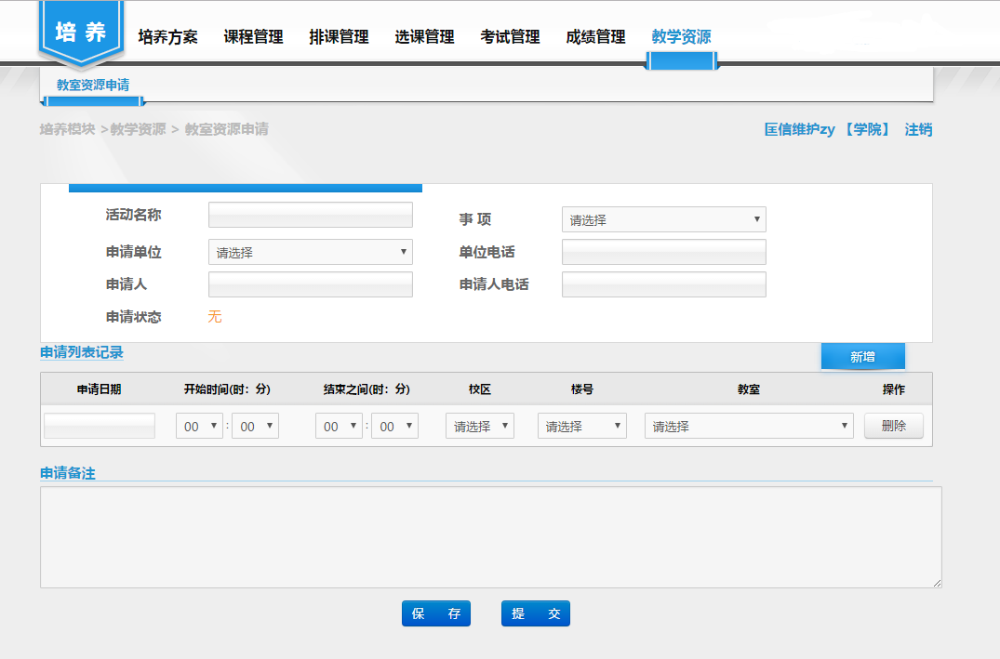 培 养
培养方案 课程管理 排课管理 选课管理 考试管理 成绩管理 教学资源
教室资源申请
培养模块 >教学资源 > 教室资源申请
匡信维护zy 【学院】 注销
活动名称
事 项 请选择
申请单位 请选择
单位电话
申请人
申请人电话
申请状态 无
申请列表记录
新增
申请日期 开始时间(时：分) 结束之间(时：分) 校区 楼号 教室 操作
00 : 00 00 : 00 请选择 请选择 请选择 删除
申请备注
保 存 提 交